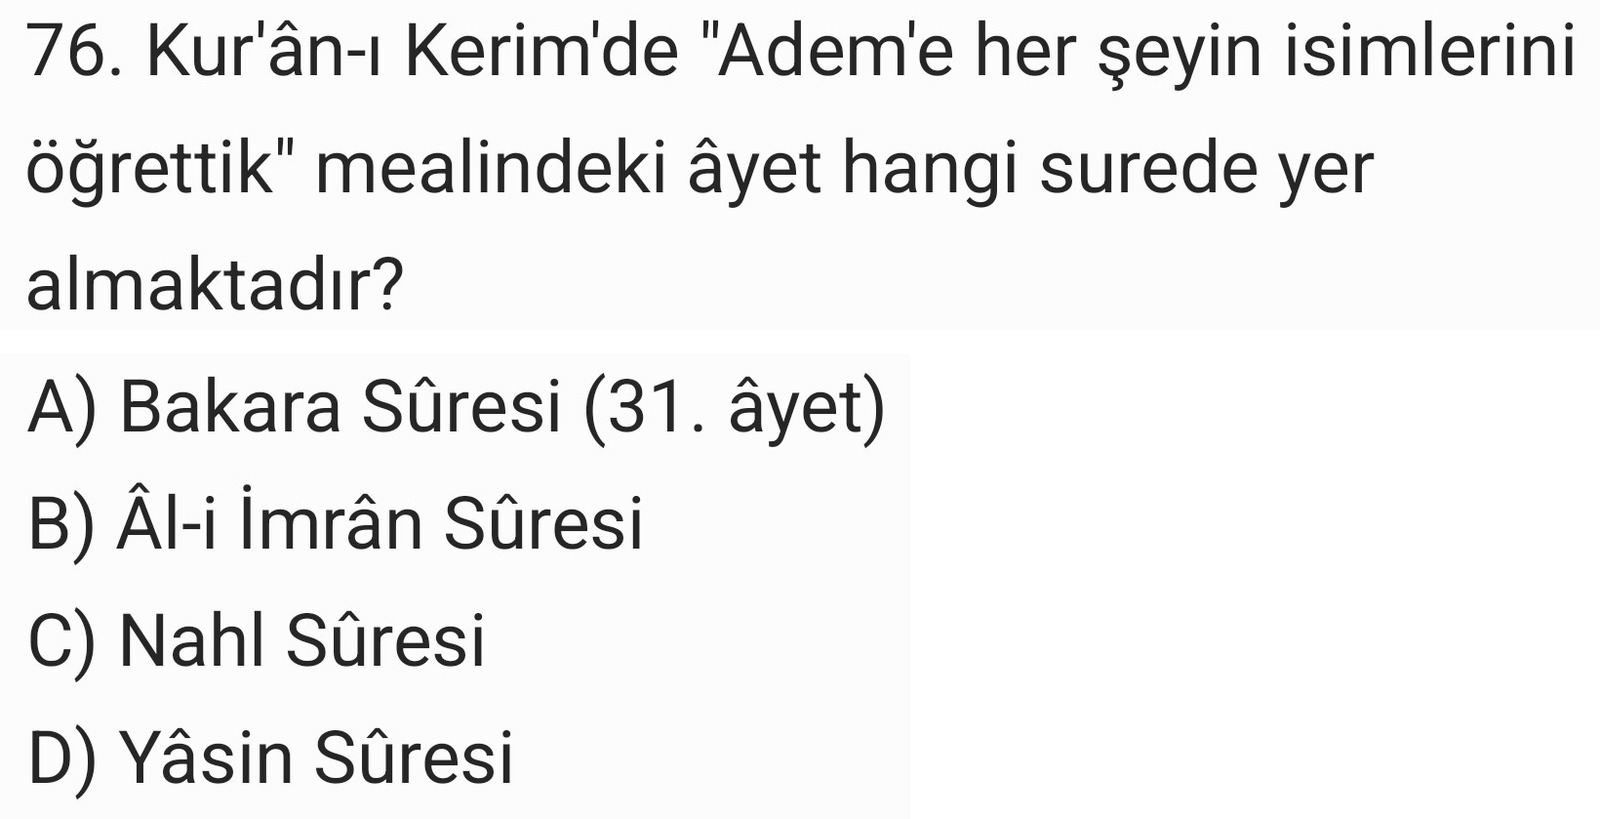 76. Kur'ân-ı Kerim'de "Adem'e her şeyin isimlerini
öğrettik" mealindeki âyet hangi surede yer
almaktadır?
A) Bakara Sûresi (31. âyet)
B) Âl-i İmrân Sûresi
C) Nahl Sûresi
D) Yâsin Sûresi